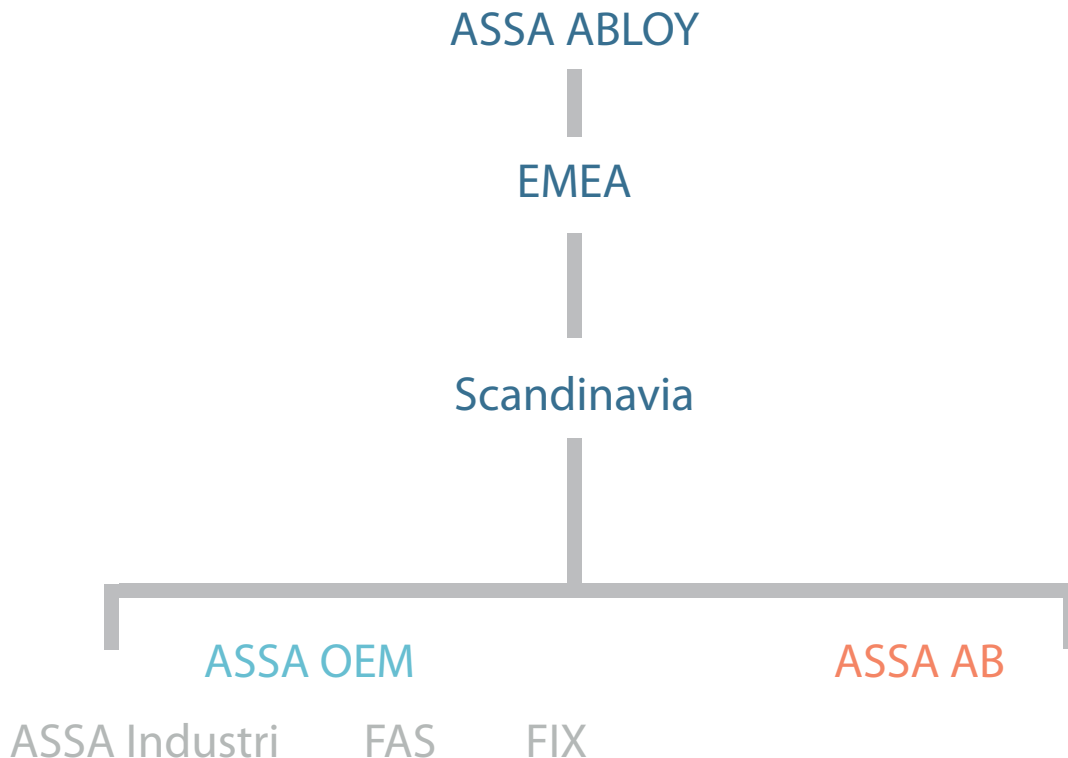 ASSA ABLOY
EMEA
Scandinavia
ASSA OEM ASSA AB
ASSA Industri FAS FIX